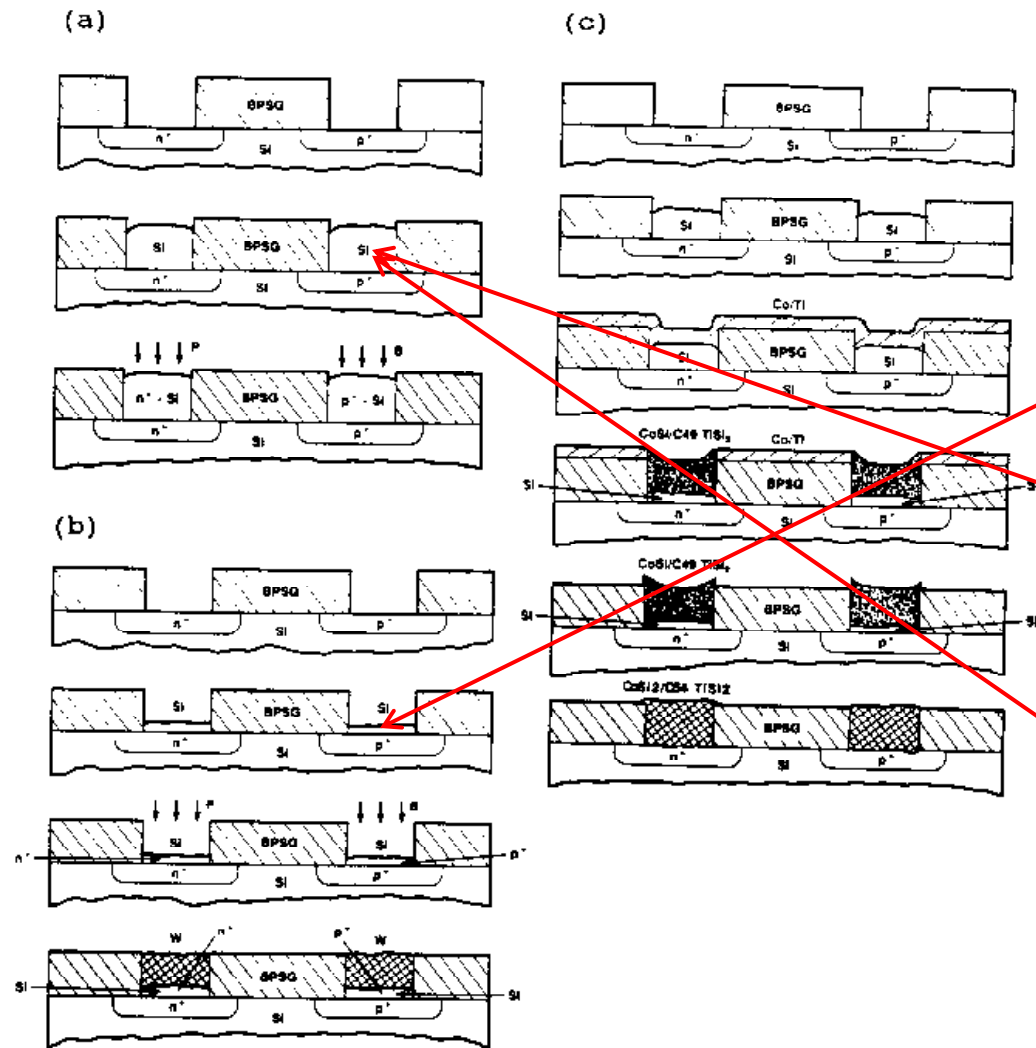 (a)
BPSG
n⁺ p⁺
Si
Si BPSG Si
n⁺ Si p⁺
P B
n⁺ - Si BPSG p⁺ - Si
n⁺ Si p⁺
(b)
BPSG
n⁺ Si p⁺
Si BPSG Si
n⁺ Si p⁺
P B
Si BPSG Si
n⁺ p⁺
n⁺ Si p⁺
W n⁺ p⁺ W
BPSG
Si Si
n⁺ Si p⁺
(c)
BPSG
n⁺ p⁺
Si
Si BPSG Si
n⁺ Si p⁺
Co/Ti
Si BPSG Si
n⁺ Si p⁺
CoSi/C49 TiSi₂ Co/Ti
Si BPSG S
n⁺ Si p⁺
CoSi/C49 TiSi₂
BPSG
Si Si
n⁺ Si p⁺
CoSi2/C54 TiSi2
BPSG
n⁺ Si p⁺